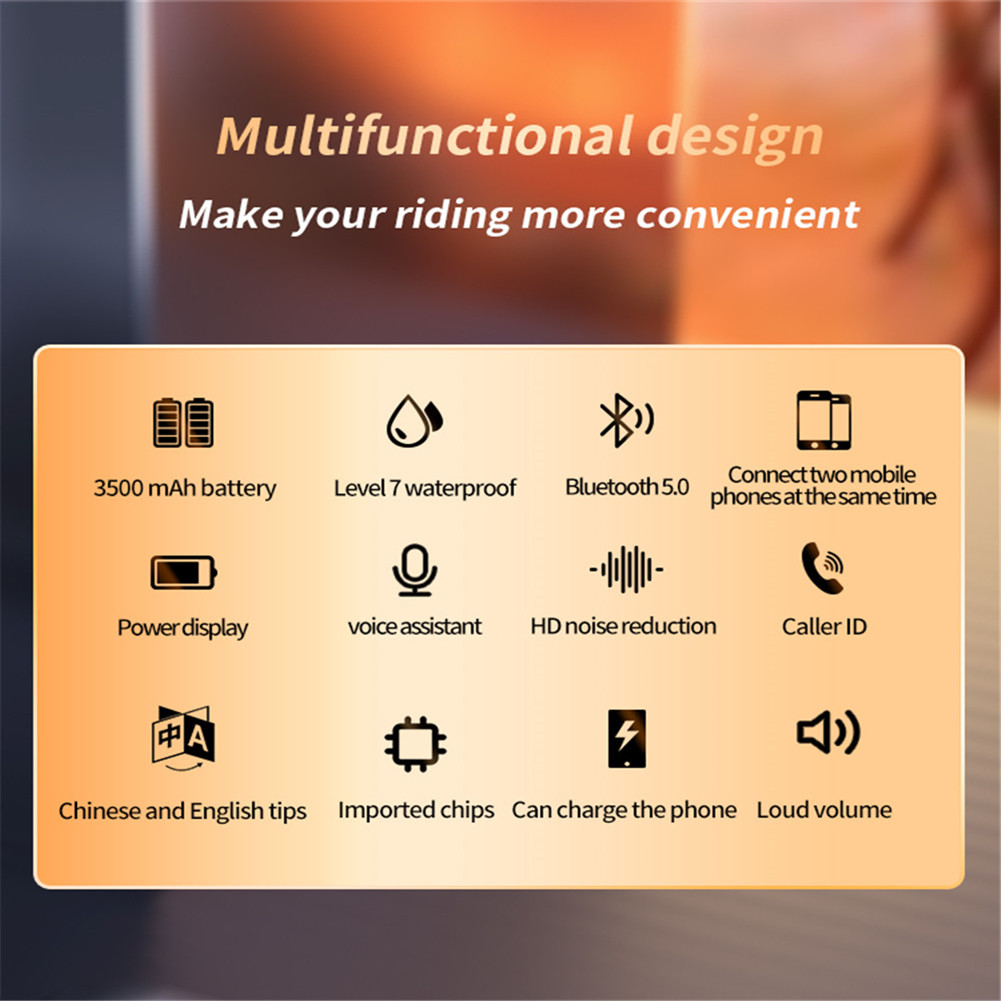 Multifunctional design
Make your riding more convenient
3500 mAh battery
Level 7 waterproof
Bluetooth 5.0
Connect two mobile
phones at the same time
Power display
voice assistant
HD noise reduction
Caller ID
中 A
Chinese and English tips
Imported chips
Can charge the phone
Loud volume